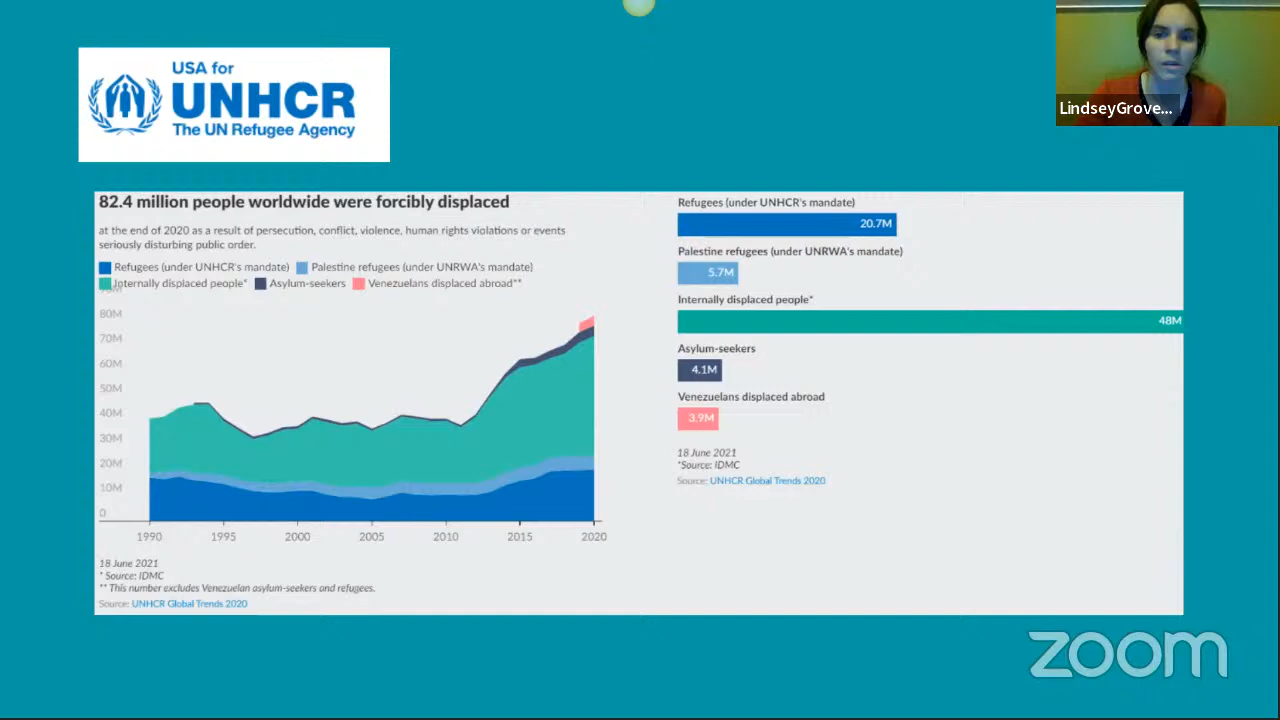 USA for
UNHCR
The UN Refugee Agency
LindseyGrove...
82.4 million people worldwide were forcibly displaced
at the end of 2020 as a result of persecution, conflict, violence, human rights violations or events
seriously disturbing public order.
Refugees (under UNHCR's mandate) Palestine refugees (under UNRWA's mandate)
Internally displaced people* Asylum-seekers Venezuelans displaced abroad**
80M
70M
60M
50M
40M
30M
20M
10M
0
1990 1995 2000 2005 2010 2015 2020
18 June 2021
* Source: IDMC
** This number excludes Venezuelan asylum-seekers and refugees.
Source: UNHCR Global Trends 2020
Refugees (under UNHCR's mandate)
20.7M
Palestine refugees (under UNRWA's mandate)
5.7M
Internally displaced people*
48M
Asylum-seekers
4.1M
Venezuelans displaced abroad
3.9M
18 June 2021
*Source: IDMC
Source: UNHCR Global Trends 2020
zoom